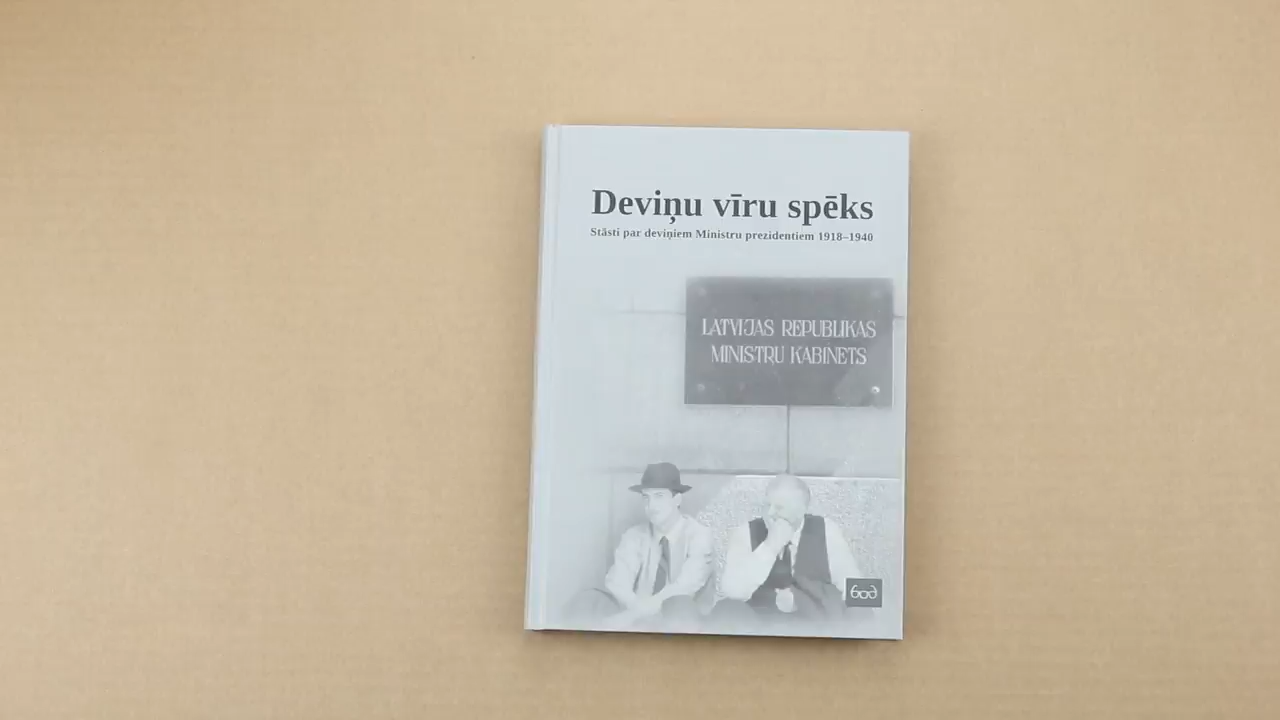 Deviņu vīru spēks
Stāsti par deviņiem Ministru prezidentiem 1918–1940
LATVIJAS REPUBLIKAS
MINISTRU KABINETS